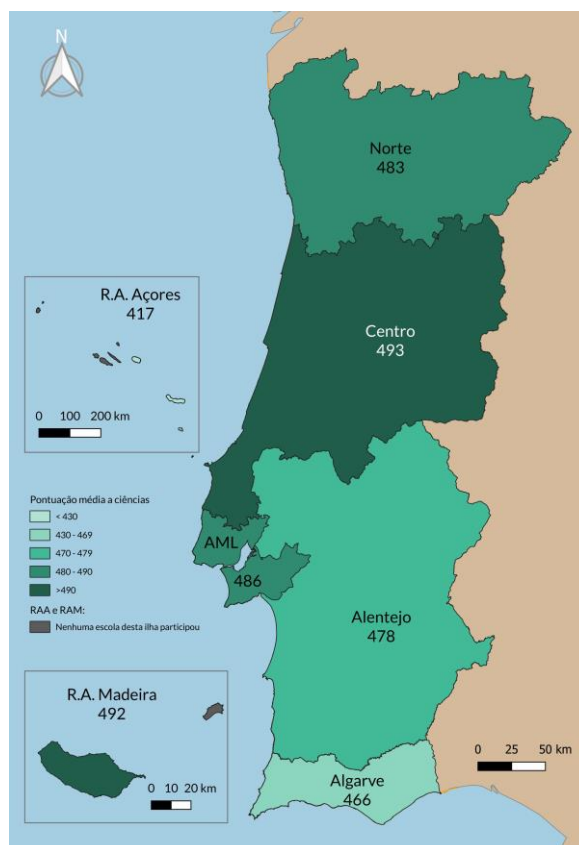 N
Norte
483
R.A. Açores
417
0 100 200 km
Centro
493
Pontuação média a ciências
< 430
430 - 469
470 - 479
480 - 490
>490
RAA e RAM:
Nenhuma escola desta ilha participou
AML
486
Alentejo
478
R.A. Madeira
492
0 10 20 km
0 25 50 km
Algarve
466